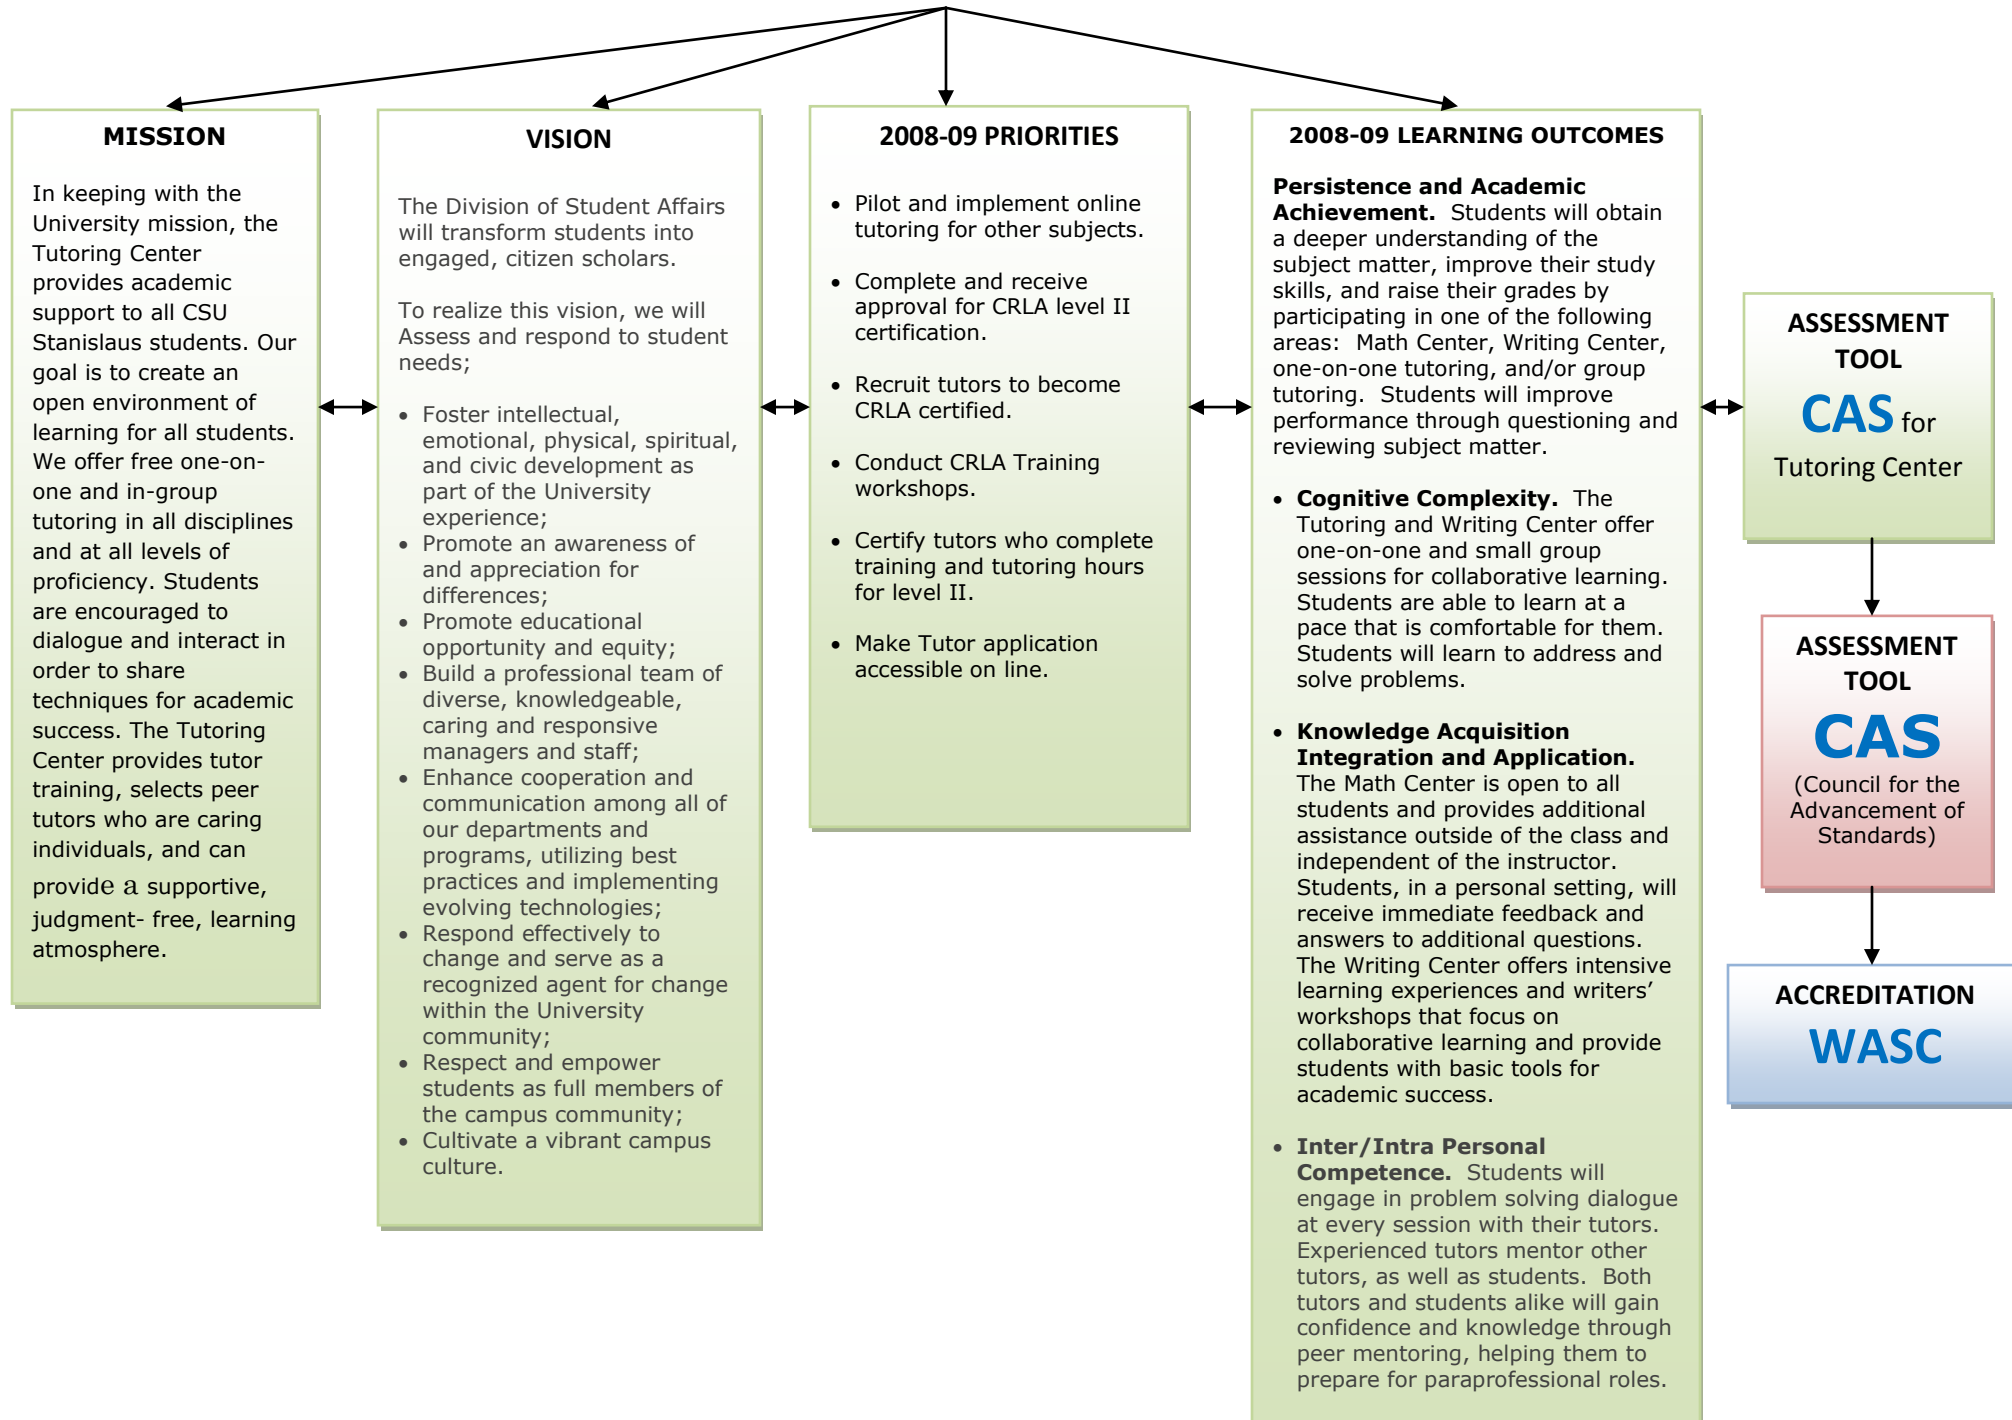 MISSION
In keeping with the
University mission, the
Tutoring Center
provides academic
support to all CSU
Stanislaus students. Our
goal is to create an
open environment of
learning for all students.
We offer free one-on-
one and in-group
tutoring in all disciplines
and at all levels of
proficiency. Students
are encouraged to
dialogue and interact in
order to share
techniques for academic
success. The Tutoring
Center provides tutor
training, selects peer
tutors who are caring
individuals, and can
provide a supportive,
judgment- free, learning
atmosphere.
VISION
The Division of Student Affairs
will transform students into
engaged, citizen scholars.
To realize this vision, we will
Assess and respond to student
needs;
• Foster intellectual,
emotional, physical, spiritual,
and civic development as
part of the University
experience;
• Promote an awareness of
and appreciation for
differences;
• Promote educational
opportunity and equity;
• Build a professional team of
diverse, knowledgeable,
caring and responsive
managers and staff;
• Enhance cooperation and
communication among all of
our departments and
programs, utilizing best
practices and implementing
evolving technologies;
• Respond effectively to
change and serve as a
recognized agent for change
within the University
community;
• Respect and empower
students as full members of
the campus community;
• Cultivate a vibrant campus
culture.
2008-09 PRIORITIES
• Pilot and implement online
tutoring for other subjects.
• Complete and receive
approval for CRLA level II
certification.
• Recruit tutors to become
CRLA certified.
• Conduct CRLA Training
workshops.
• Certify tutors who complete
training and tutoring hours
for level II.
• Make Tutor application
accessible on line.
2008-09 LEARNING OUTCOMES
Persistence and Academic
Achievement. Students will obtain
a deeper understanding of the
subject matter, improve their study
skills, and raise their grades by
participating in one of the following
areas: Math Center, Writing Center,
one-on-one tutoring, and/or group
tutoring. Students will improve
performance through questioning and
reviewing subject matter.
• Cognitive Complexity. The
Tutoring and Writing Center offer
one-on-one and small group
sessions for collaborative learning.
Students are able to learn at a
pace that is comfortable for them.
Students will learn to address and
solve problems.
• Knowledge Acquisition
Integration and Application.
The Math Center is open to all
students and provides additional
assistance outside of the class and
independent of the instructor.
Students, in a personal setting, will
receive immediate feedback and
answers to additional questions.
The Writing Center offers intensive
learning experiences and writers’
workshops that focus on
collaborative learning and provide
students with basic tools for
academic success.
• Inter/Intra Personal
Competence. Students will
engage in problem solving dialogue
at every session with their tutors.
Experienced tutors mentor other
tutors, as well as students. Both
tutors and students alike will gain
confidence and knowledge through
peer mentoring, helping them to
prepare for paraprofessional roles.
ASSESSMENT
TOOL
CAS for
Tutoring Center
ASSESSMENT
TOOL
CAS
(Council for the
Advancement of
Standards)
ACCREDITATION
WASC